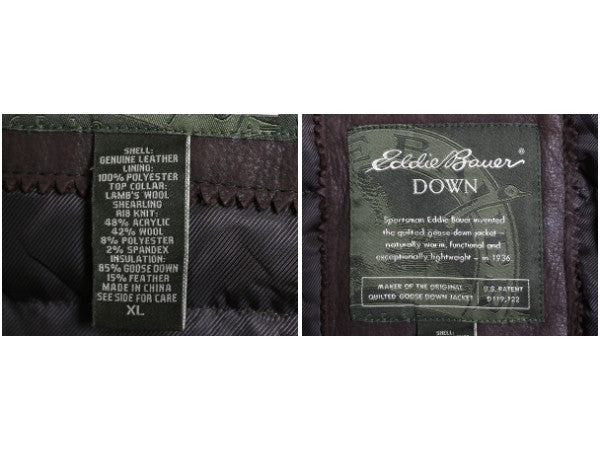 SHELL:
GENUINE LEATHER
LINING:
100% POLYESTER
TOP COLLAR:
LAMB'S WOOL
SHEARLING
RIB KNIT:
48% ACRYLIC
42% WOOL
8% POLYESTER
2% SPANDEX
INSULATION:
85% GOOSE DOWN
15% FEATHER
MADE IN CHINA
SEE SIDE FOR CARE
XL
Eddie Bauer®
DOWN
Sportsman Eddie Bauer invented
the quilted goose down jacket –
naturally warm, functional and
exceptionally lightweight – in 1936
MAKER OF THE ORIGINAL
QUILTED GOOSE DOWN JACKET
U.S. PATENT
D119,122
SHELL: